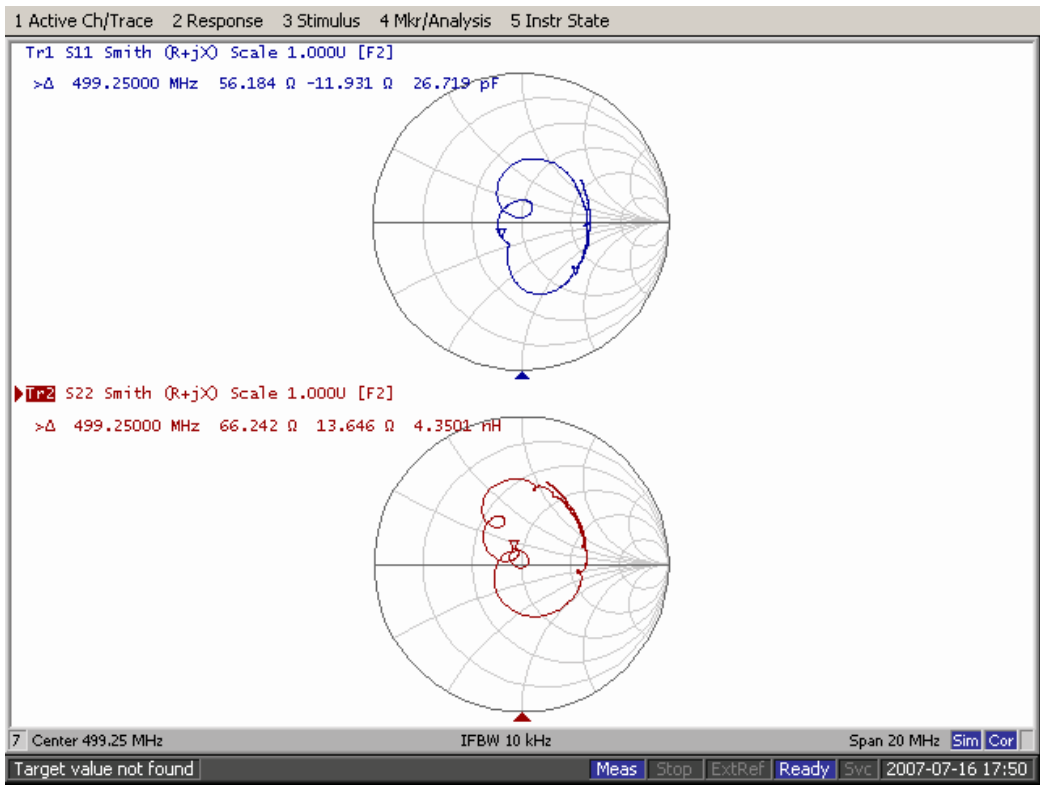 1 Active Ch/Trace 2 Response 3 Stimulus 4 Mkr/Analysis 5 Instr State
Tr1 S11 Smith (R+jX) Scale 1.000U [F2]
>Δ 499.25000 MHz 56.184 Ω -11.931 Ω 26.719 pF
Tr2 S22 Smith (R+jX) Scale 1.000U [F2]
>Δ 499.25000 MHz 66.242 Ω 13.646 Ω 4.3501 nH
7 Center 499.25 MHz IFBW 10 kHz Span 20 MHz Sim Cor
Target value not found Meas Stop ExtRef Ready Svc 2007-07-16 17:50